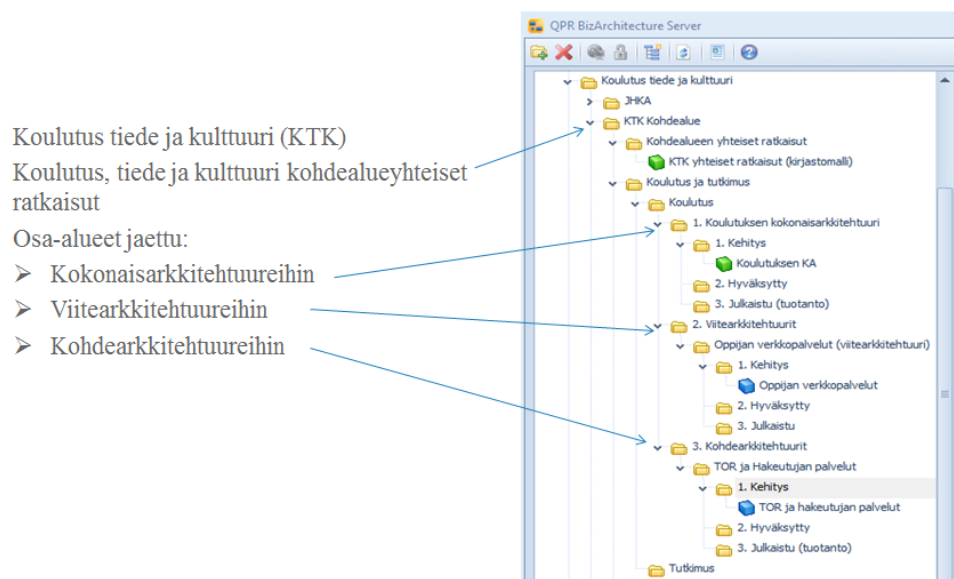 QPR BizArchitecture Server
Koulutus tiede ja kulttuuri (KTK)
Koulutus, tiede ja kulttuuri kohdealueyhteiset
ratkaisut
Osa-alueet jaettu:
Kokonaisarkkitehtuureihin
Viitearkkitehtuureihin
Kohdearkkitehtuureihin
Koulutus tiede ja kulttuuri
JHKA
KTK Kohdealue
Kohdealueen yhteiset ratkaisut
KTK yhteiset ratkaisut (kirjastomalli)
Koulutus ja tutkimus
Koulutus
1. Koulutuksen kokonaisarkkitehtuuri
1. Kehitys
Koulutuksen KA
2. Hyväksytty
3. Julkaistu (tuotanto)
2. Viitearkkitehtuurit
Oppijan verkkopalvelut (viitearkkitehtuuri)
1. Kehitys
Oppijan verkkopalvelut
2. Hyväksytty
3. Julkaistu
3. Kohdearkkitehtuurit
TOR ja Hakeutujan palvelut
1. Kehitys
TOR ja hakeutujan palvelut
2. Hyväksytty
3. Julkaistu (tuotanto)
Tutkimus